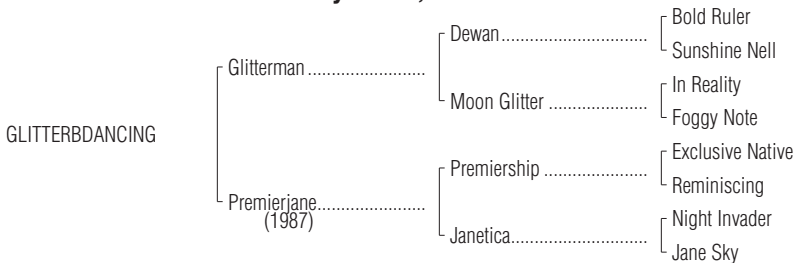 Bold Ruler
Dewan
Sunshine Nell
Glitterman
In Reality
Moon Glitter
Foggy Note
GLITTERBDANCING
Exclusive Native
Premiership
Reminiscing
Premierjane
(1987)
Night Invader
Janetica
Jane Sky